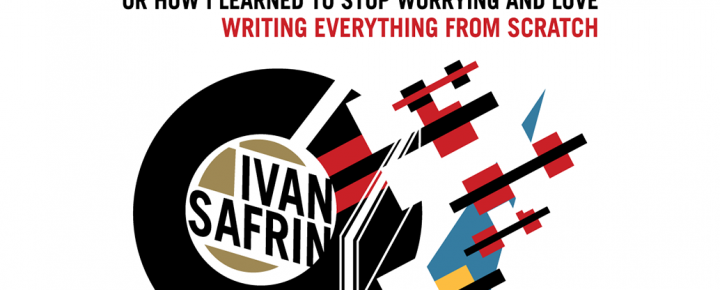 OR HOW I LEARNED TO STOP WORRYING AND LOVE
WRITING EVERYTHING FROM SCRATCH
IVAN
SAFRIN